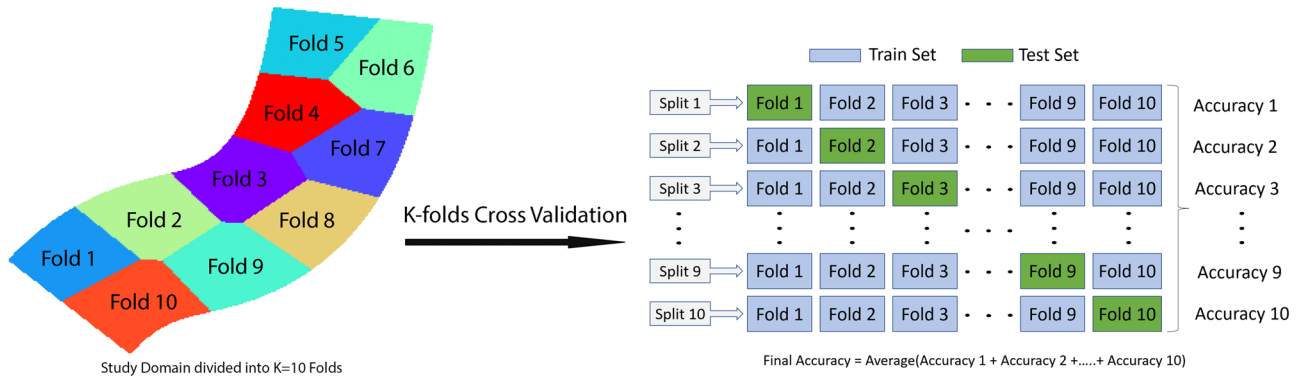 Fold 5
Fold 6
Fold 4
Fold 7
Fold 3
Fold 2
Fold 8
Fold 1
Fold 9
Fold 10
Study Domain divided into K=10 Folds
K-folds Cross Validation
Train Set Test Set
Split 1 Fold 1 Fold 2 Fold 3 . . . Fold 9 Fold 10 Accuracy 1
Split 2 Fold 1 Fold 2 Fold 3 . . . Fold 9 Fold 10 Accuracy 2
Split 3 Fold 1 Fold 2 Fold 3 . . . Fold 9 Fold 10 Accuracy 3
Split 9 Fold 1 Fold 2 Fold 3 . . . Fold 9 Fold 10 Accuracy 9
Split 10 Fold 1 Fold 2 Fold 3 . . . Fold 9 Fold 10 Accuracy 10
Final Accuracy = Average(Accuracy 1 + Accuracy 2 +.....+ Accuracy 10)